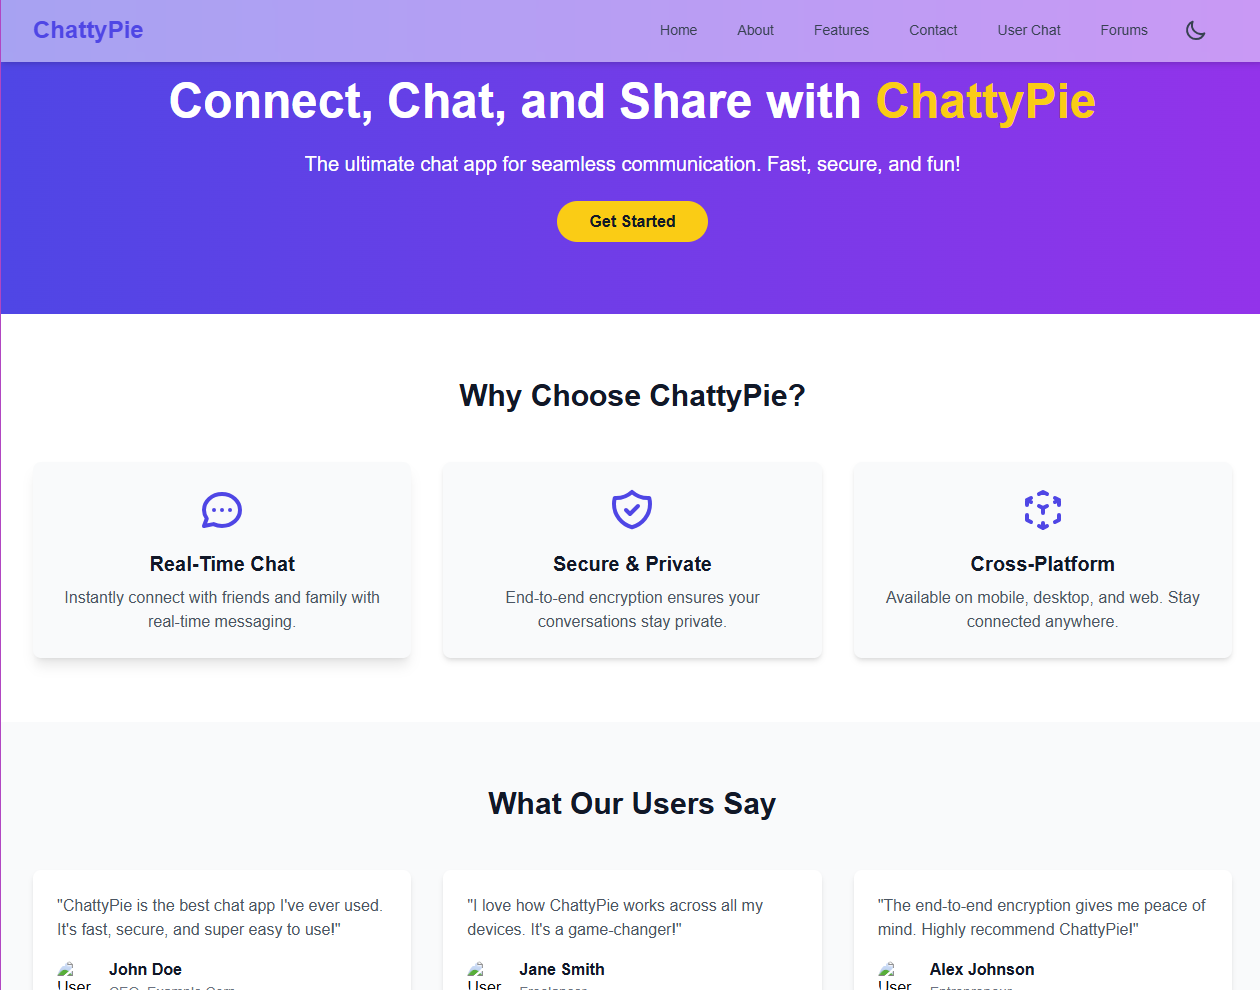 ChattyPie
Home About Features Contact User Chat Forums
Connect, Chat, and Share with ChattyPie
The ultimate chat app for seamless communication. Fast, secure, and fun!
Get Started
Why Choose ChattyPie?
Real-Time Chat
Instantly connect with friends and family with
real-time messaging.
Secure & Private
End-to-end encryption ensures your
conversations stay private.
Cross-Platform
Available on mobile, desktop, and web. Stay
connected anywhere.
What Our Users Say
"ChattyPie is the best chat app I've ever used.
It's fast, secure, and super easy to use!"
User
John Doe
CEO, Example Corp
"I love how ChattyPie works across all my
devices. It's a game-changer!"
User
Jane Smith
Freelancer
"The end-to-end encryption gives me peace of
mind. Highly recommend ChattyPie!"
User
Alex Johnson
Entrepreneur